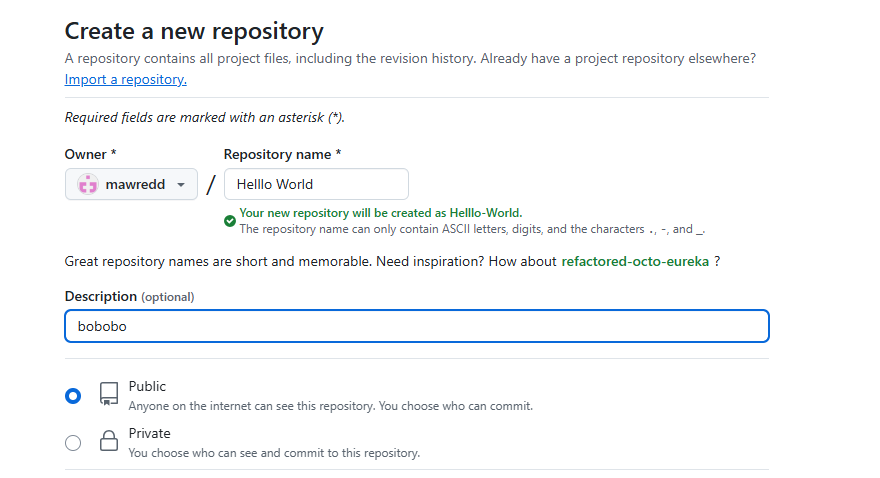 Create a new repository
A repository contains all project files, including the revision history. Already have a project repository elsewhere?
Import a repository.
Required fields are marked with an asterisk (*).
Owner * Repository name *
mawredd / Helllo World
Your new repository will be created as Helllo-World.
The repository name can only contain ASCII letters, digits, and the characters ., -, and _.
Great repository names are short and memorable. Need inspiration? How about refactored-octo-eureka ?
Description (optional)
bobobo
Public
Anyone on the internet can see this repository. You choose who can commit.
Private
You choose who can see and commit to this repository.